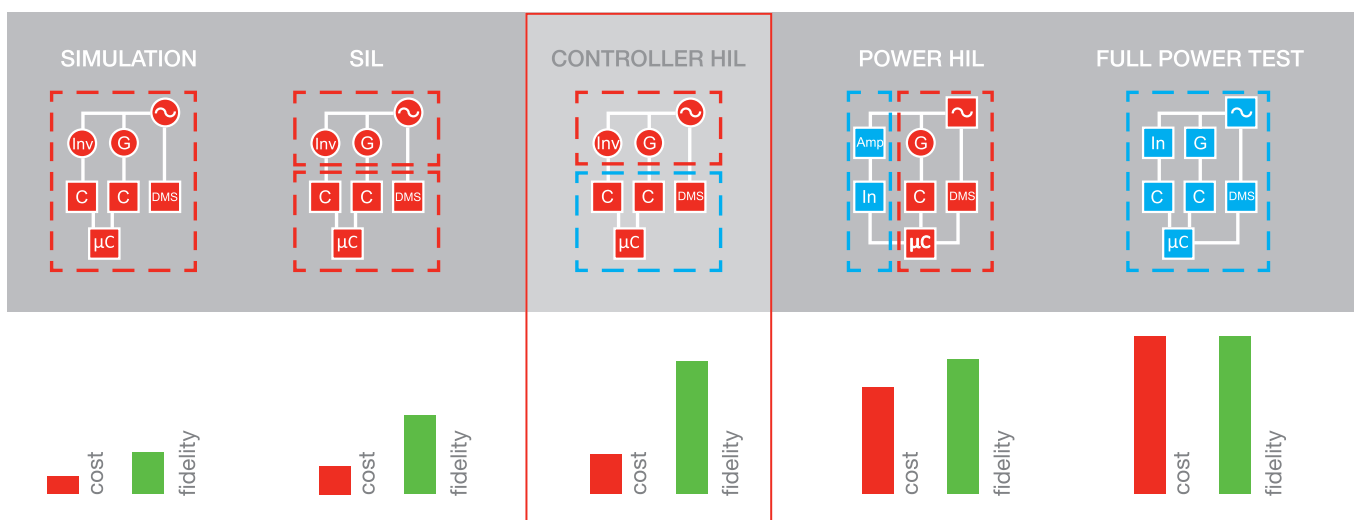 SIMULATION
SIL
CONTROLLER HIL
POWER HIL
FULL POWER TEST
Inv
G
C
C
DMS
µC
Inv
G
C
C
DMS
µC
Inv
G
C
C
DMS
µC
Amp
G
In
C
DMS
µC
In
G
C
C
DMS
µC
cost
fidelity
cost
fidelity
cost
fidelity
cost
fidelity
cost
fidelity